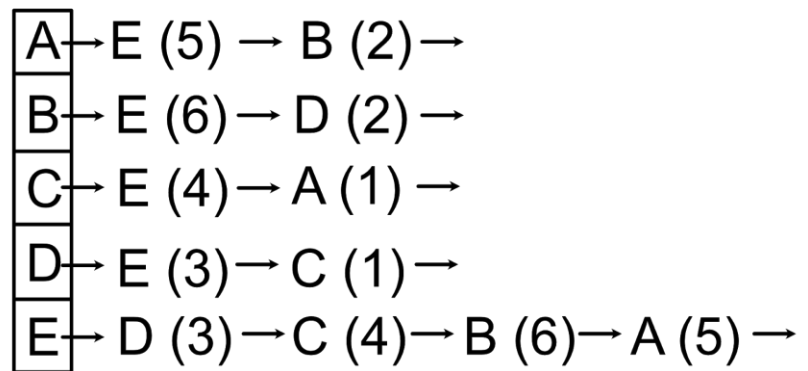 A → E (5) → B (2) →
B → E (6) → D (2) →
C → E (4) → A (1) →
D → E (3) → C (1) →
E → D (3) → C (4) → B (6) → A (5) →